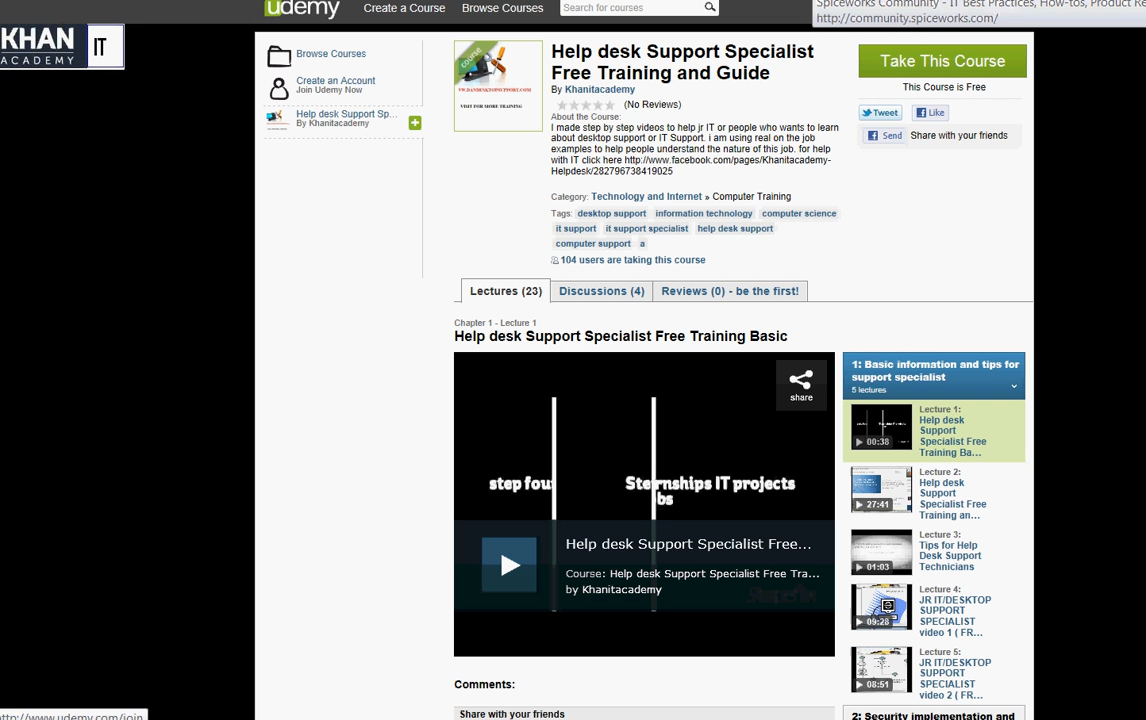 udemy
Create a Course
Browse Courses
Search for courses
Spiceworks Community - IT Best Practices, How-tos, Product Re
http://community.spiceworks.com/
KHAN
ACADEMY
IT
Browse Courses
Create an Account
Join Udemy Now
Help desk Support Sp...
By Khanitacademy
course
VISIT FOR MORE TRAINING
Help desk Support Specialist
Free Training and Guide
By Khanitacademy
(No Reviews)
About the Course:
I made step by step videos to help jr IT or people who wants to learn
about desktop support or IT Support. i am using real on the job
examples to help people understand the nature of this job. for help
with IT click here http://www.facebook.com/pages/Khanitacademy-
Helpdesk/282796738419025
Category: Technology and Internet » Computer Training
Tags: desktop support information technology computer science
it support it support specialist help desk support
computer support a
104 users are taking this course
Take This Course
This Course is Free
Tweet
Like
Send
Share with your friends
Lectures (23)
Discussions (4)
Reviews (0) - be the first!
Chapter 1 - Lecture 1
Help desk Support Specialist Free Training Basic
share
step four
Help desk Support Specialist Free...
Course: Help desk Support Specialist Free Tra...
by Khanitacademy
1: Basic information and tips for
support specialist
5 lectures
00:38
Lecture 1:
Help desk
Support
Specialist Free
Training Ba...
27:41
Lecture 2:
Help desk
Support
Specialist Free
Training an...
01:03
Lecture 3:
Tips for Help
Desk Support
Technicians
09:28
Lecture 4:
JR IT/DESKTOP
SUPPORT
SPECIALIST
video 1 ( FR...
08:51
Lecture 5:
JR IT/DESKTOP
SUPPORT
SPECIALIST
video 2 ( FR...
2: Security implementation and
Comments:
Share with your friends
http://www.udemy.com/join